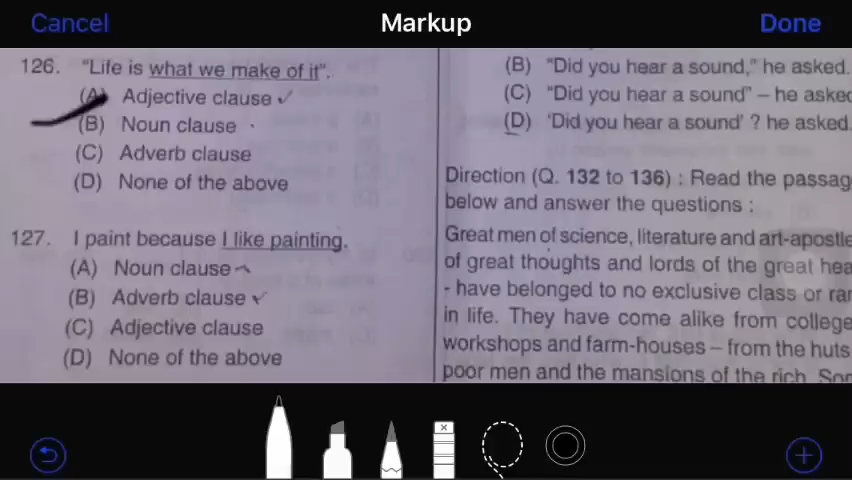 Cancel
Markup
Done
126. "Life is what we make of it".
(A) Adjective clause
(B) Noun clause
(C) Adverb clause
(D) None of the above
127. I paint because I like painting.
(A) Noun clause
(B) Adverb clause
(C) Adjective clause
(D) None of the above
(B) "Did you hear a sound," he asked.
(C) "Did you hear a sound" – he aske
(D) 'Did you hear a sound' ? he asked.
Direction (Q. 132 to 136) : Read the passag
below and answer the questions :
Great men of science, literature and art-apostle
of great thoughts and lords of the great hea
- have belonged to no exclusive class or ran
in life. They have come alike from college
workshops and farm-houses – from the huts
poor men and the mansions of the rich. Som